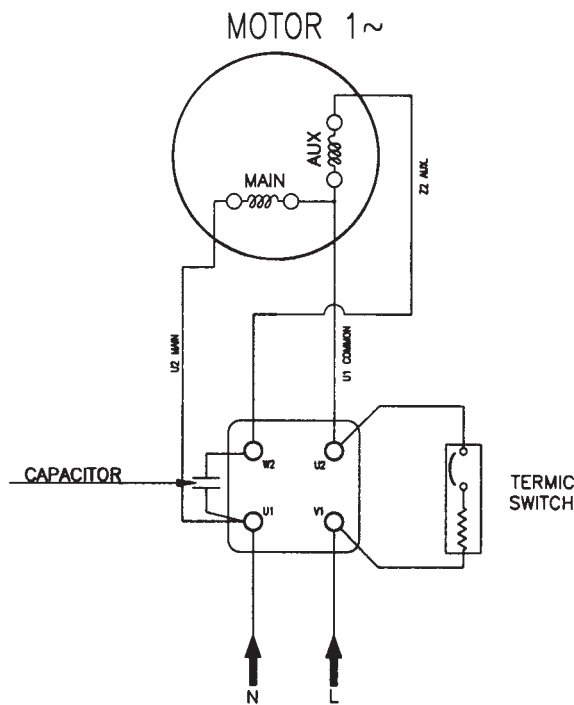 MOTOR 1~
AUX
MAIN
Z2 AUX.
U2 MAIN
U1 COMMON
W2
U2
CAPACITOR
TERMIC
SWITCH
U1
V1
N
L